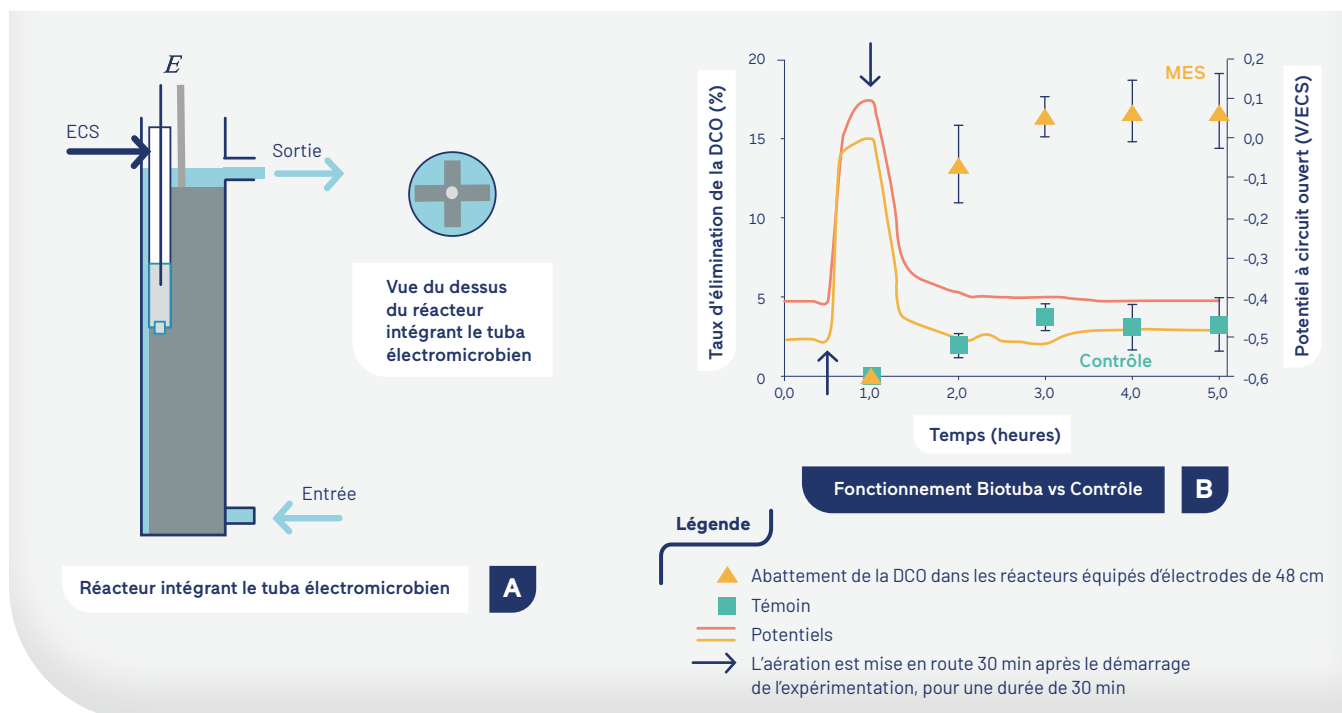 E
ECS
Sortie
Vue du dessus
du réacteur
intégrant le tuba
électromicrobien
Entrée
Réacteur intégrant le tuba électromicrobien
A
Taux d'élimination de la DCO (%)
20
15
10
5
0
MES
Contrôle
0,2
0,1
0,0
-0,1
-0,2
-0,3
-0,4
-0,5
-0,6
Potentiel à circuit ouvert (V/ECS)
0,0
1,0
2,0
3,0
4,0
5,0
Temps (heures)
Fonctionnement Biotuba vs Contrôle
B
Légende
Abattement de la DCO dans les réacteurs équipés d'électrodes de 48 cm
Témoin
Potentiels
L'aération est mise en route 30 min après le démarrage
de l'expérimentation, pour une durée de 30 min